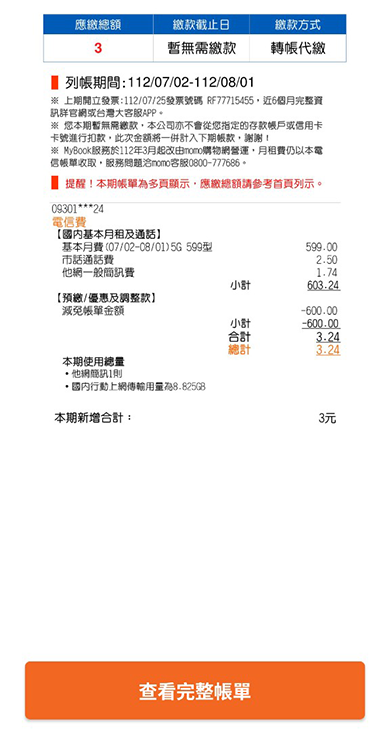 應繳總額 繳款截止日 繳款方式
3 暫無需繳款 轉帳代繳
列帳期間:112/07/02-112/08/01
※ 上期開立發票:112/07/25發票號碼 RF77715455，近6個月完整資
訊詳官網或台灣大客服APP。
※ 您本期暫無需繳款，本公司亦不會從您指定的存款帳戶或信用卡
卡號進行扣款，此次金額將一併計入下期帳款，謝謝！
※ MyBook服務於112年3月起改由momo購物網營運，月租費仍以本電
信帳單收取，服務問題洽momo客服0800-777686。
提醒！本期帳單為多頁顯示，應繳總額請參考首頁列示。
09301***24
電信費
【國內基本月租及通話】
基本月費(07/02-08/01)5G 599型 599.00
市話通話費 2.50
他網一般簡訊費 1.74
小計 603.24
【預繳/優惠及調整款】
減免帳單金額 -600.00
小計 -600.00
合計 3.24
總計 3.24
本期使用總量
・他網簡訊1則
・國內行動上網傳輸用量為8.825GB
本期新增合計： 3元
查看完整帳單